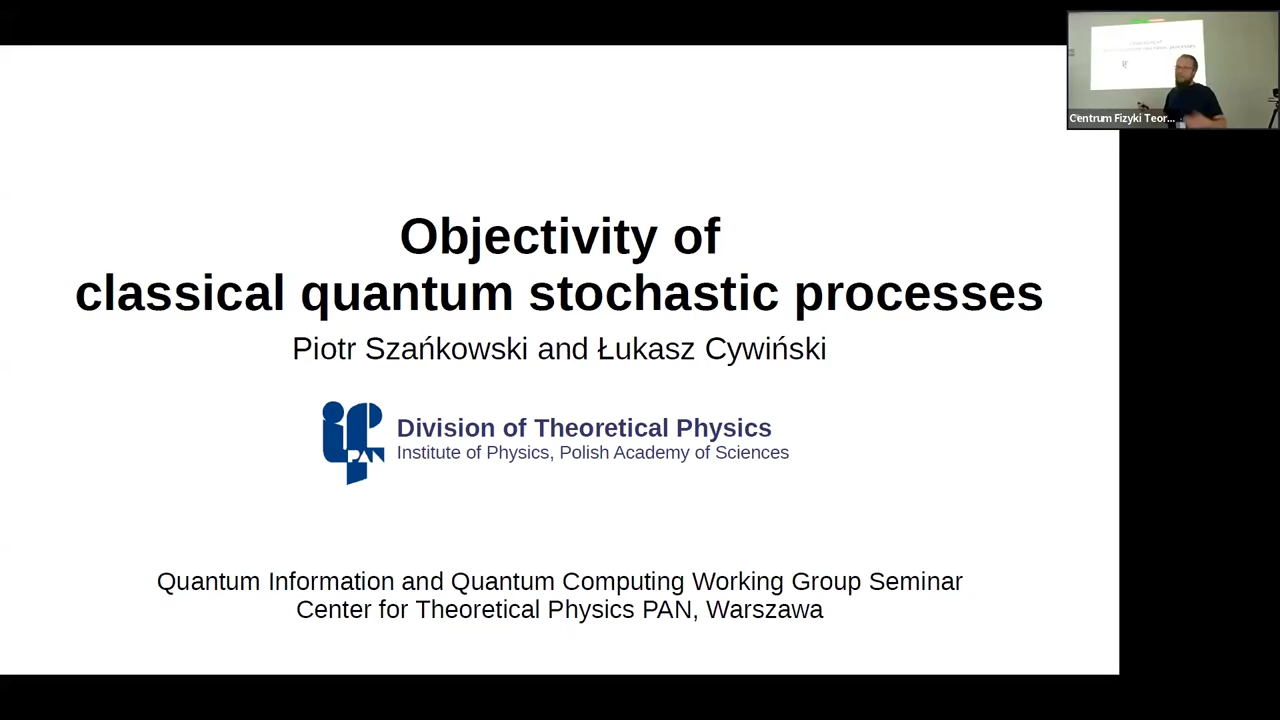 Objectivity of
classical quantum stochastic processes
Piotr Szańkowski and Łukasz Cywiński
PAN
Division of Theoretical Physics
Institute of Physics, Polish Academy of Sciences
Quantum Information and Quantum Computing Working Group Seminar
Center for Theoretical Physics PAN, Warszawa
Centrum Fizyki Teor...